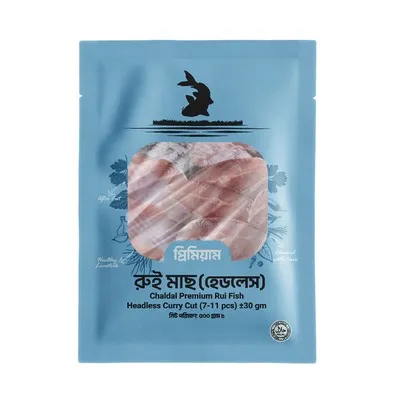 প্রিমিয়াম
রুই মাছ (হেডলেস)
Chaldal Premium Rui Fish
Headless Curry Cut (7-11 pcs) ±30 gm